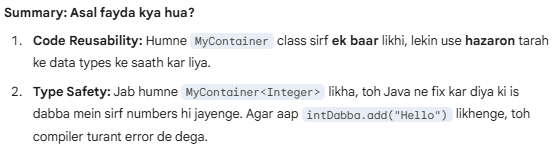 Summary: Asal fayda kya hua?
1. Code Reusability: Humne MyContainer class sirf ek baar likhi, lekin use hazaron tarah
ke data types ke saath kar liya.
2. Type Safety: Jab humne MyContainer<Integer> likha, toh Java ne fix kar diya ki is
dabba mein sirf numbers hi jayenge. Agar aap intDabba.add("Hello") likhenge, toh
compiler turant error de dega.